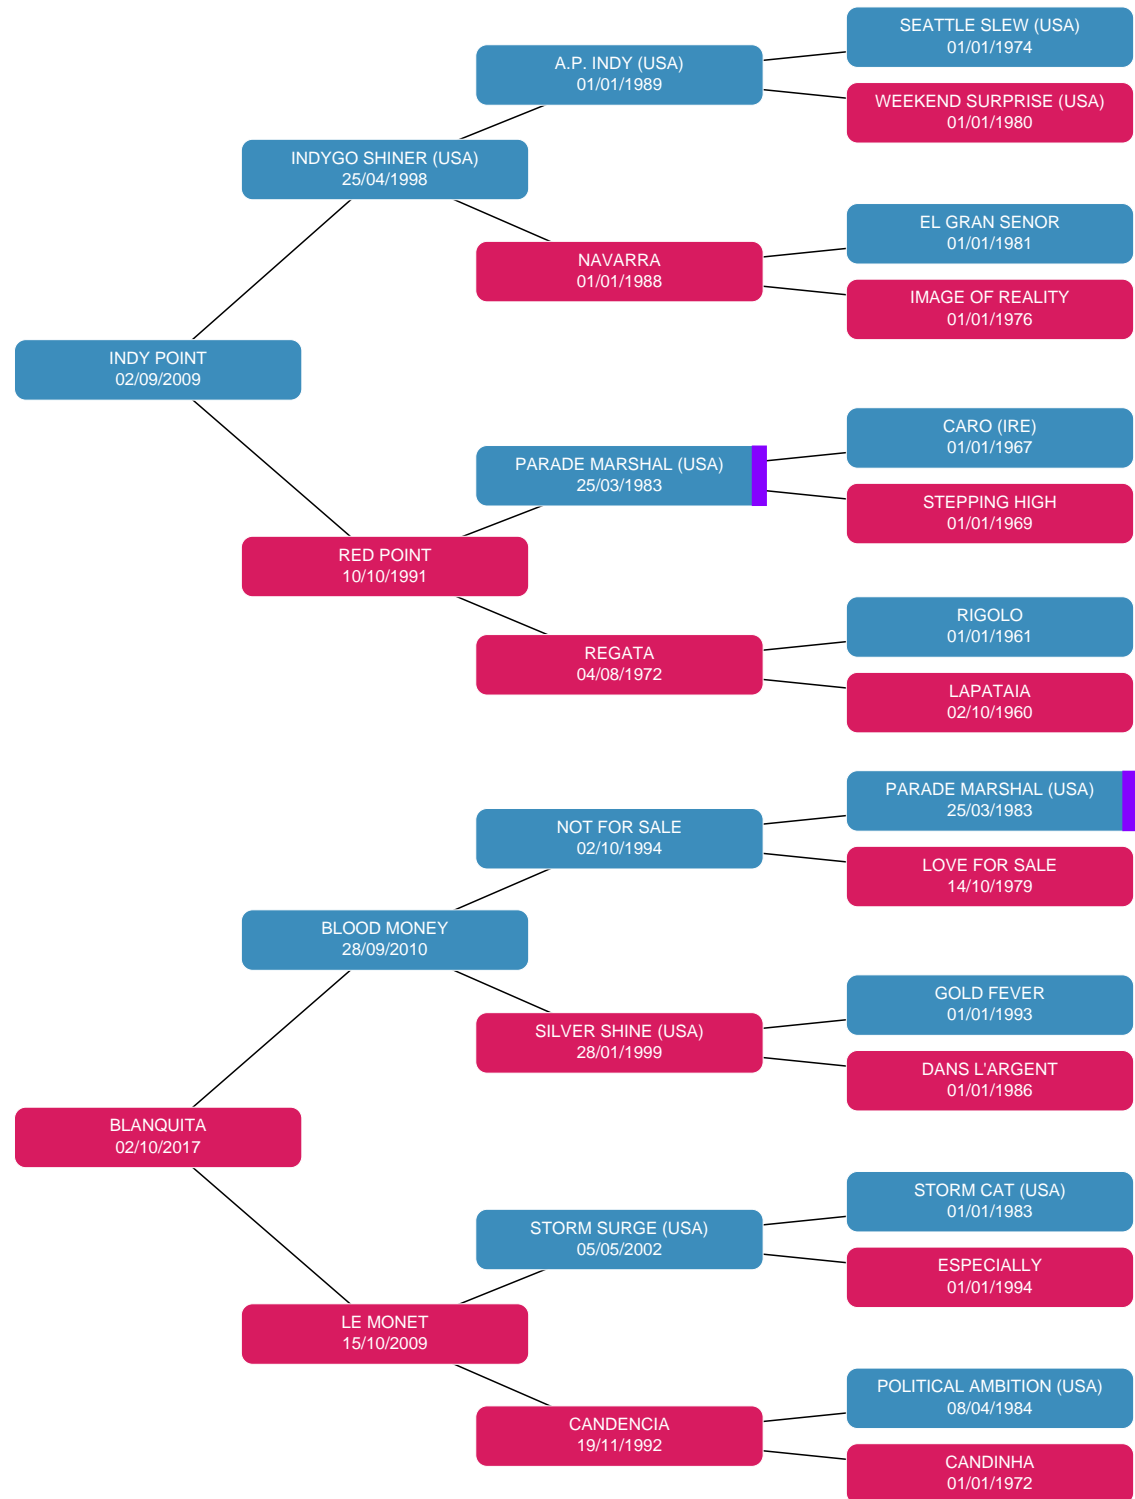 SEATTLE SLEW (USA)
01/01/1974
A.P. INDY (USA)
01/01/1989
WEEKEND SURPRISE (USA)
01/01/1980
INDYGO SHINER (USA)
25/04/1998
EL GRAN SENOR
01/01/1981
NAVARRA
01/01/1988
IMAGE OF REALITY
01/01/1976
INDY POINT
02/09/2009
CARO (IRE)
01/01/1967
PARADE MARSHAL (USA)
25/03/1983
STEPPING HIGH
01/01/1969
RED POINT
10/10/1991
RIGOLO
01/01/1961
REGATA
04/08/1972
LAPATAIA
02/10/1960
PARADE MARSHAL (USA)
25/03/1983
NOT FOR SALE
02/10/1994
LOVE FOR SALE
14/10/1979
BLOOD MONEY
28/09/2010
GOLD FEVER
01/01/1993
SILVER SHINE (USA)
28/01/1999
DANS L'ARGENT
01/01/1986
BLANQUITA
02/10/2017
STORM CAT (USA)
01/01/1983
STORM SURGE (USA)
05/05/2002
ESPECIALLY
01/01/1994
LE MONET
15/10/2009
POLITICAL AMBITION (USA)
08/04/1984
CANDENCIA
19/11/1992
CANDINHA
01/01/1972